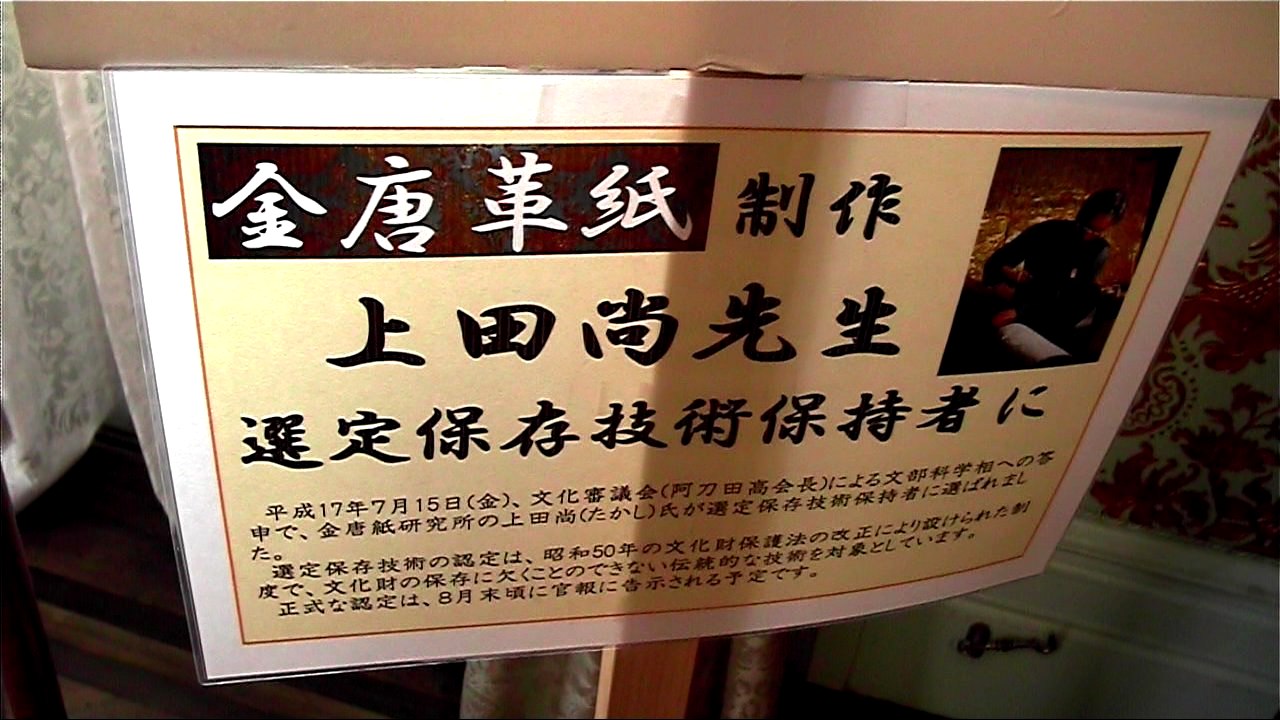 金唐革紙 制作
上田尚先生
選定保存技術保持者に
平成17年7月15日(金)、文化審議会(阿刀田高会長)による文部科学相への答
申で、金唐紙研究所の上田尚(たかし)氏が選定保存技術保持者に選ばれまし
た。
選定保存技術の認定は、昭和50年の文化財保護法の改正により設けられた制
度で、文化財の保存に欠くことのできない伝統的な技術を対象としています。
正式な認定は、8月末頃に官報に告示される予定です。